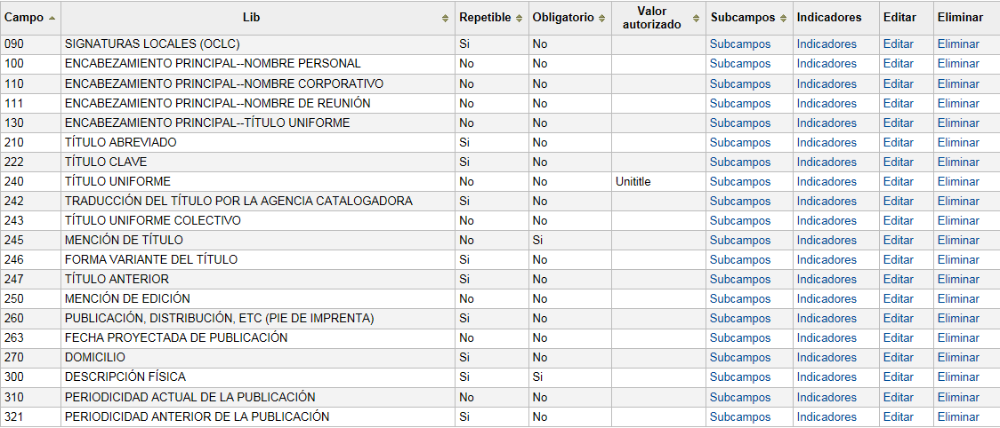 Campo Lib Repetible Obligatorio Valor autorizado Subcampos Indicadores Editar Eliminar
090 SIGNATURAS LOCALES (OCLC) Si No Subcampos Indicadores Editar Eliminar
100 ENCABEZAMIENTO PRINCIPAL--NOMBRE PERSONAL No No Subcampos Indicadores Editar Eliminar
110 ENCABEZAMIENTO PRINCIPAL--NOMBRE CORPORATIVO No No Subcampos Indicadores Editar Eliminar
111 ENCABEZAMIENTO PRINCIPAL--NOMBRE DE REUNIÓN No No Subcampos Indicadores Editar Eliminar
130 ENCABEZAMIENTO PRINCIPAL--TÍTULO UNIFORME No No Subcampos Indicadores Editar Eliminar
210 TÍTULO ABREVIADO Si No Subcampos Indicadores Editar Eliminar
222 TÍTULO CLAVE Si No Subcampos Indicadores Editar Eliminar
240 TÍTULO UNIFORME No No Unititle Subcampos Indicadores Editar Eliminar
242 TRADUCCIÓN DEL TÍTULO POR LA AGENCIA CATALOGADORA Si No Subcampos Indicadores Editar Eliminar
243 TÍTULO UNIFORME COLECTIVO No No Subcampos Indicadores Editar Eliminar
245 MENCIÓN DE TÍTULO No Si Subcampos Indicadores Editar Eliminar
246 FORMA VARIANTE DEL TÍTULO Si No Subcampos Indicadores Editar Eliminar
247 TÍTULO ANTERIOR Si No Subcampos Indicadores Editar Eliminar
250 MENCIÓN DE EDICIÓN No No Subcampos Indicadores Editar Eliminar
260 PUBLICACIÓN, DISTRIBUCIÓN, ETC (PIE DE IMPRENTA) Si No Subcampos Indicadores Editar Eliminar
263 FECHA PROYECTADA DE PUBLICACIÓN No No Subcampos Indicadores Editar Eliminar
270 DOMICILIO Si No Subcampos Indicadores Editar Eliminar
300 DESCRIPCIÓN FÍSICA Si Si Subcampos Indicadores Editar Eliminar
310 PERIODICIDAD ACTUAL DE LA PUBLICACIÓN No No Subcampos Indicadores Editar Eliminar
321 PERIODICIDAD ANTERIOR DE LA PUBLICACIÓN Si No Subcampos Indicadores Editar Eliminar